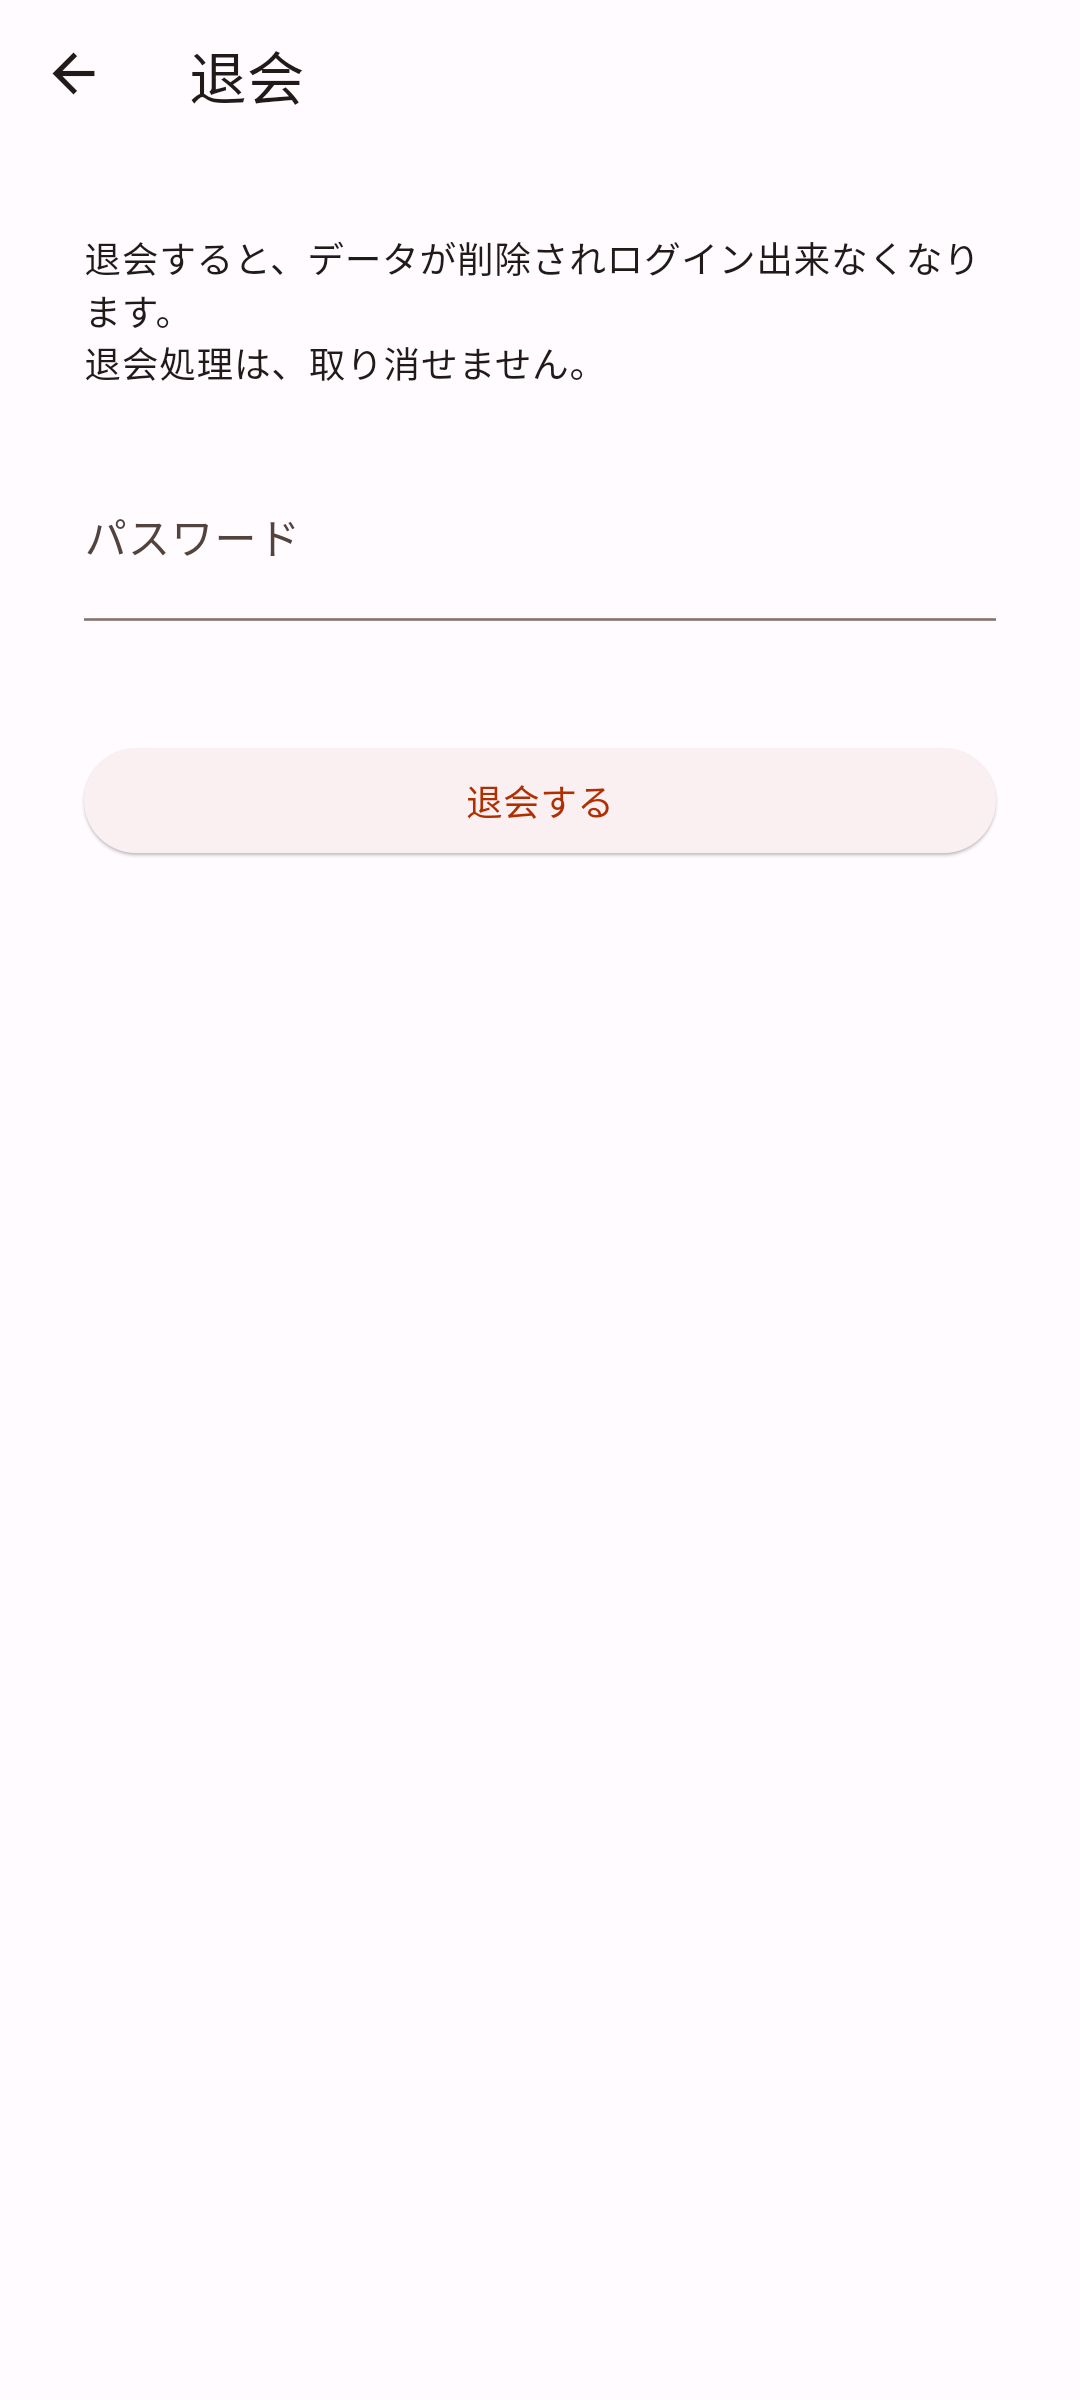 退会
退会すると、データが削除されログイン出来なくなり
ます。
退会処理は、取り消せません。
パスワード
退会する